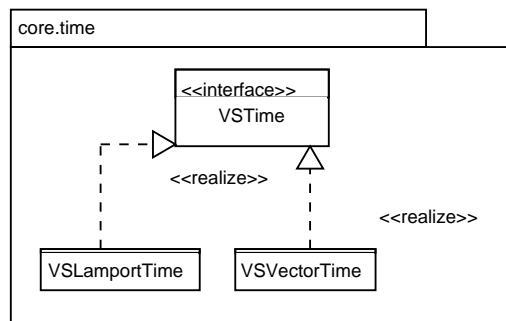 core.time
<<interface>>
VSTime
<<realize>>
<<realize>>
VSLamportTime
VSVectorTime